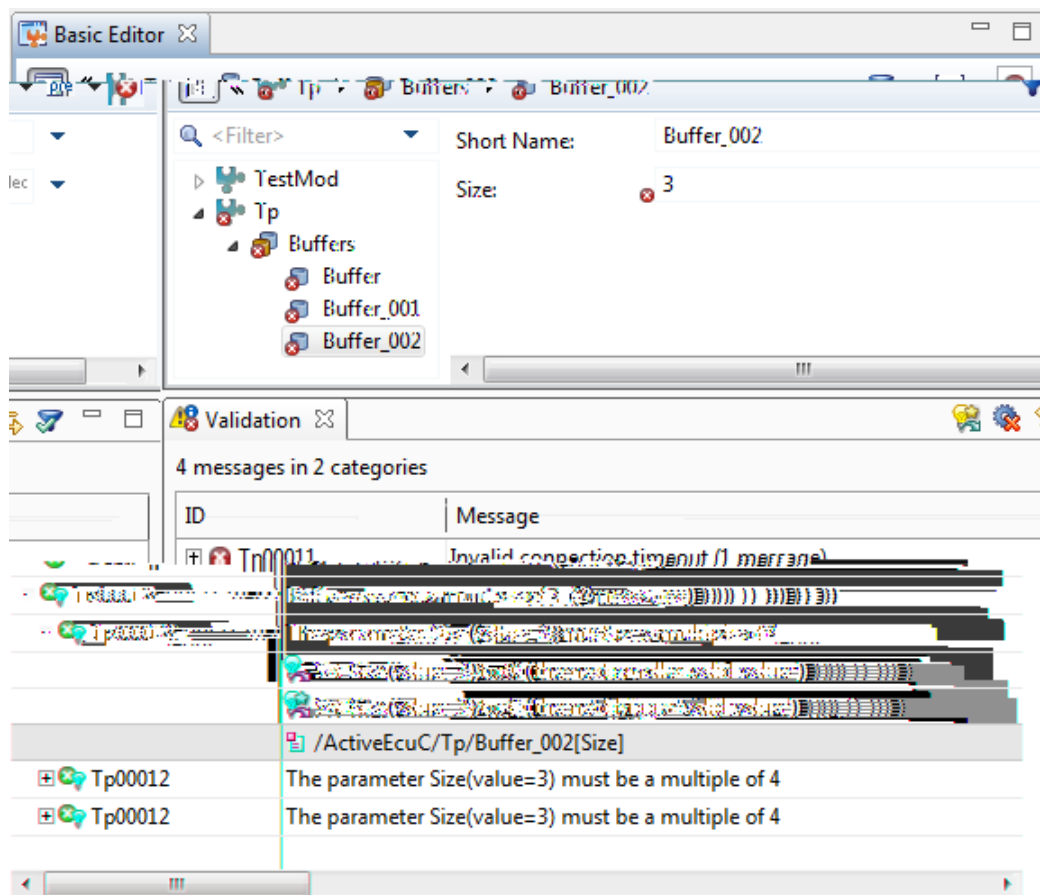 Basic Editor
Tp Buffers Buffer_002
<Filter>
Short Name: Buffer_002
lec
TestMod
Size: 3
Tp
Buffers
Buffer
Buffer_001
Buffer_002
Validation
4 messages in 2 categories
ID Message
Tp00011 Invalid connection timeout (1 message)
/ActiveEcuC/Tp/Buffer_002[Size]
Tp00012 The parameter Size(value=3) must be a multiple of 4
Tp00012 The parameter Size(value=3) must be a multiple of 4